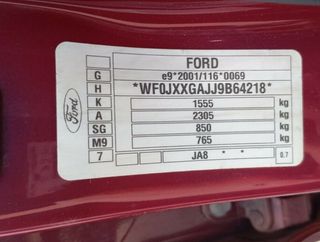 FORD
G e9*2001/116*0069
H *WF0JXXGAJJ9B64218*
K 1555 kg
A 2305 kg
SG 850 kg
M9 765 kg
7 JA8 * * 0.7
Ford